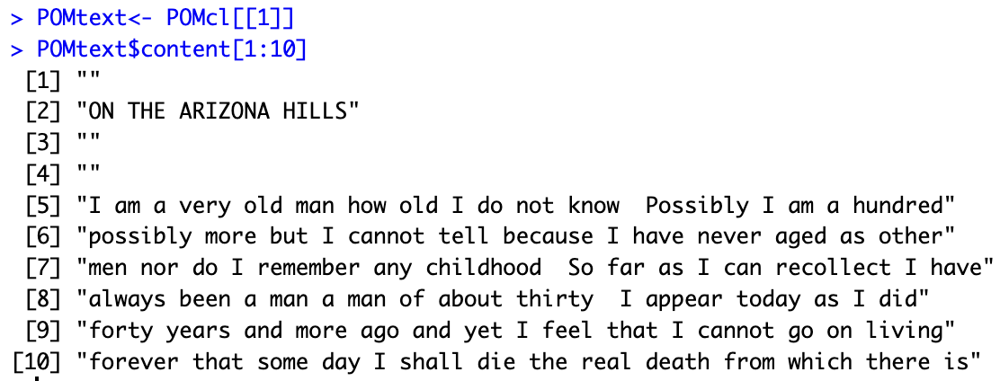 > POMtext<- POMcl[[1]]
> POMtext$content[1:10]
[1] ""
[2] "ON THE ARIZONA HILLS"
[3] ""
[4] ""
[5] "I am a very old man how old I do not know  Possibly I am a hundred"
[6] "possibly more but I cannot tell because I have never aged as other"
[7] "men nor do I remember any childhood  So far as I can recollect I have"
[8] "always been a man a man of about thirty  I appear today as I did"
[9] "forty years and more ago and yet I feel that I cannot go on living"
[10] "forever that some day I shall die the real death from which there is"